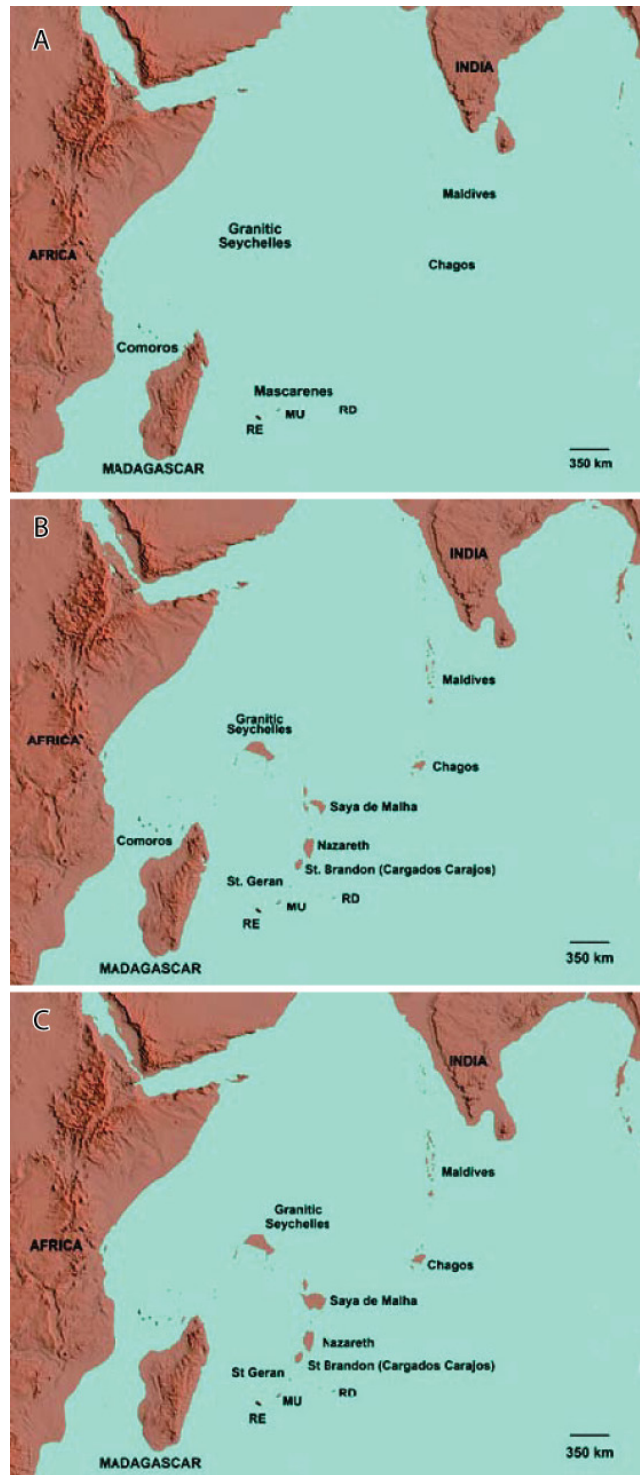 A
INDIA
Maldives
Granitic
Seychelles
AFRICA
Chagos
Comoros
Mascarenes
RE
MU
RD
MADAGASCAR
350 km
B
INDIA
Maldives
Granitic
Seychelles
AFRICA
Chagos
Saya de Malha
Comoros
Nazareth
St. Brandon (Cargados Carajos)
St. Geran
RE
MU
RD
MADAGASCAR
350 km
C
INDIA
Maldives
Granitic
Seychelles
AFRICA
Chagos
Saya de Malha
Nazareth
St Brandon (Cargados Carajos)
St Geran
RE
MU
RD
MADAGASCAR
350 km